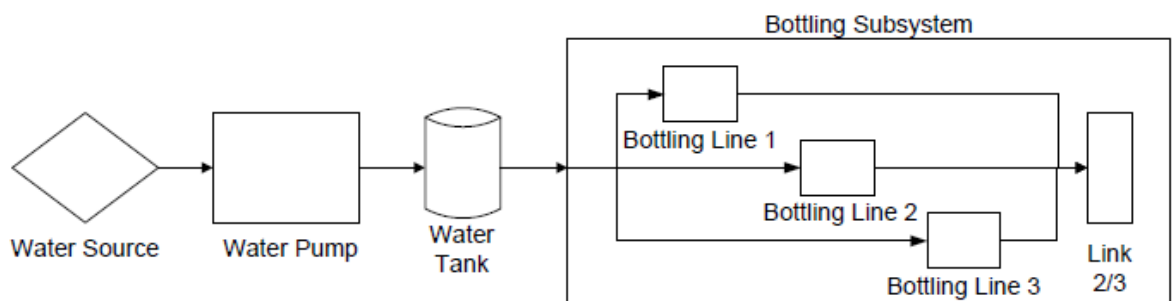 Bottling Subsystem
Bottling Line 1
Bottling Line 2
Bottling Line 3
Water Source
Water Pump
Water
Tank
Link
2/3